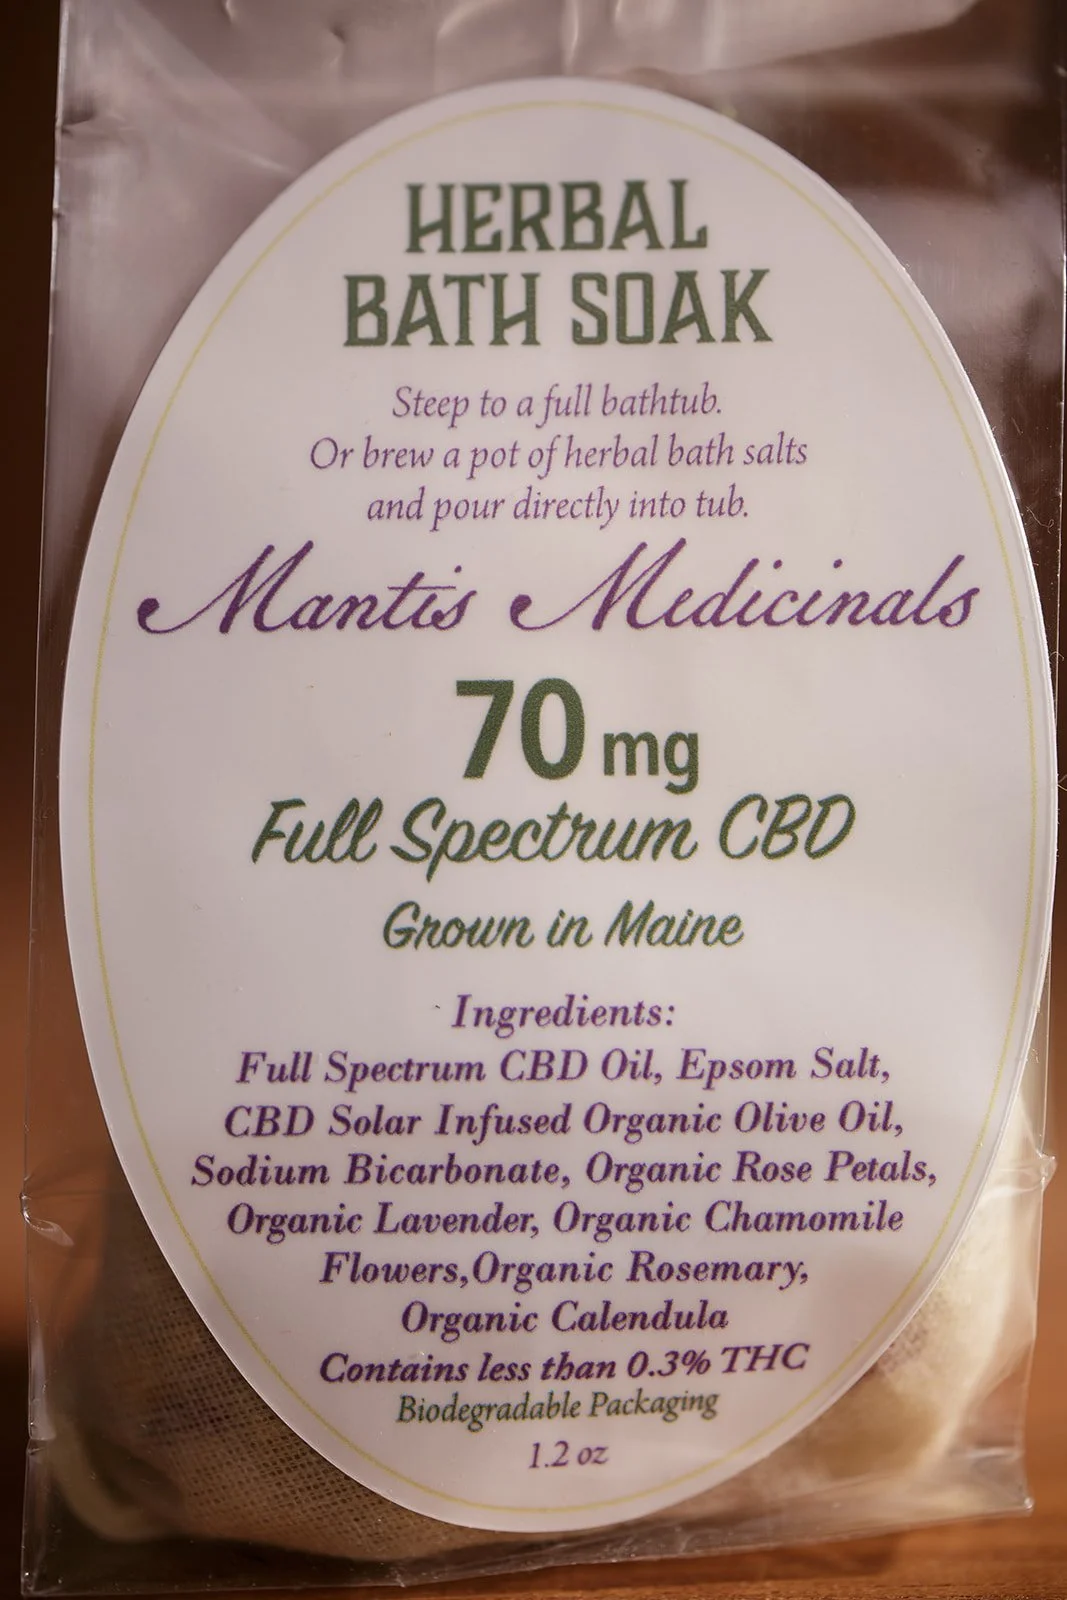 HERBAL
BATH SOAK
Steep to a full bathtub.
Or brew a pot of herbal bath salts
and pour directly into tub.
Mantis Medicinals
70 mg
Full Spectrum CBD
Grown in Maine
Ingredients:
Full Spectrum CBD Oil, Epsom Salt,
CBD Solar Infused Organic Olive Oil,
Sodium Bicarbonate, Organic Rose Petals,
Organic Lavender, Organic Chamomile
Flowers,Organic Rosemary,
Organic Calendula
Contains less than 0.3% THC
Biodegradable Packaging
1.2 oz